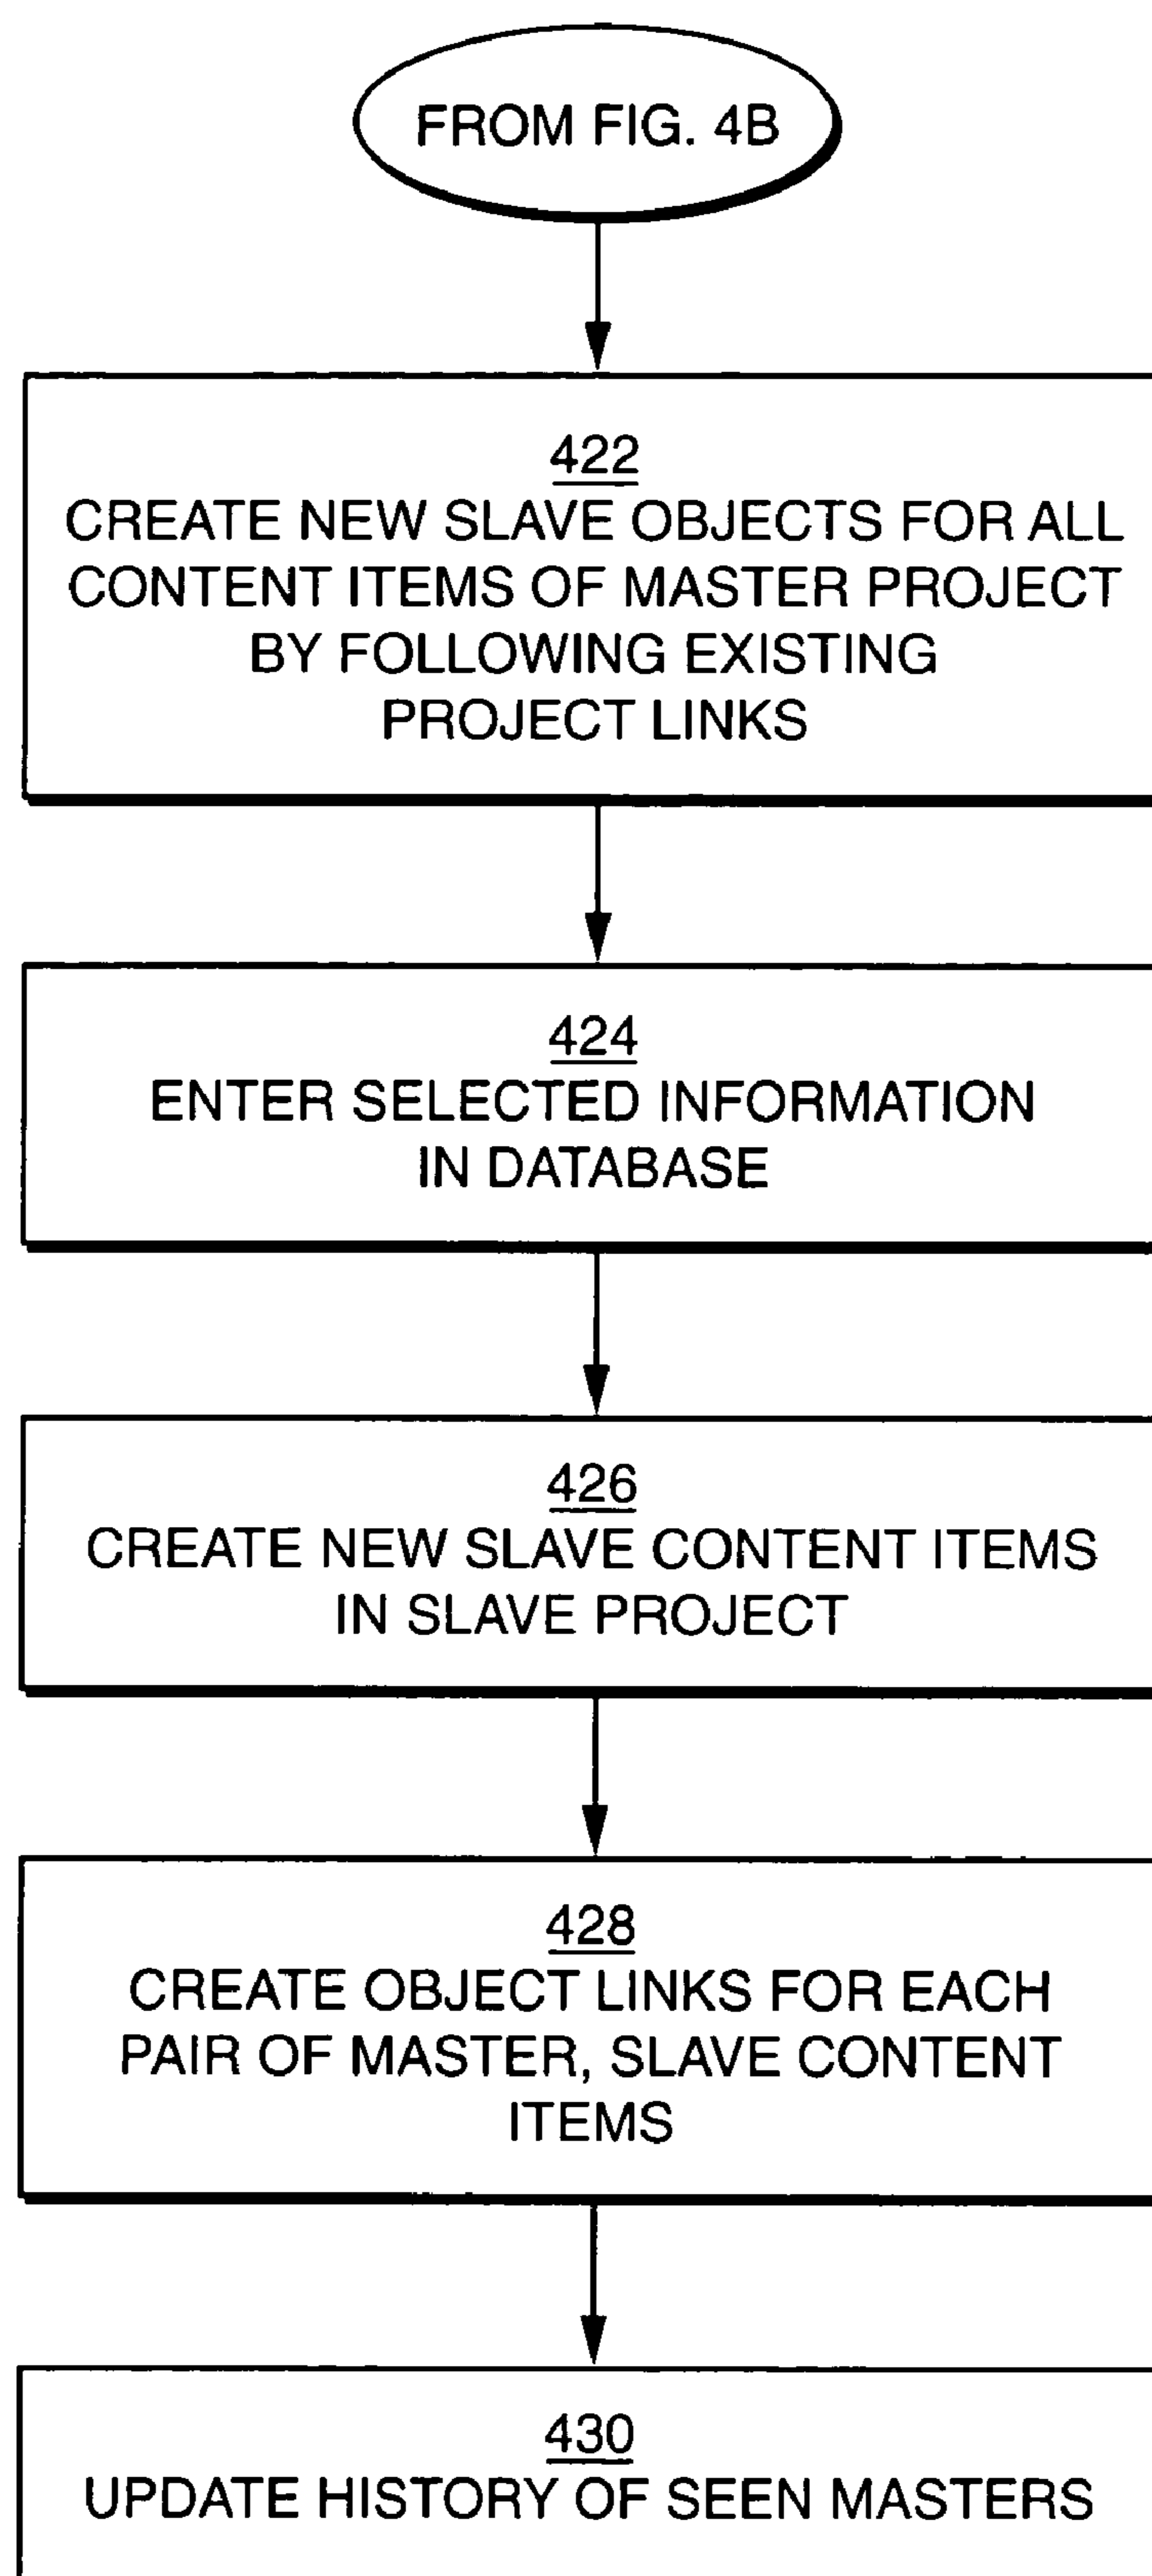 FROM FIG. 4B
422
CREATE NEW SLAVE OBJECTS FOR ALL
CONTENT ITEMS OF MASTER PROJECT
BY FOLLOWING EXISTING
PROJECT LINKS
424
ENTER SELECTED INFORMATION
IN DATABASE
426
CREATE NEW SLAVE CONTENT ITEMS
IN SLAVE PROJECT
428
CREATE OBJECT LINKS FOR EACH
PAIR OF MASTER, SLAVE CONTENT
ITEMS
430
UPDATE HISTORY OF SEEN MASTERS